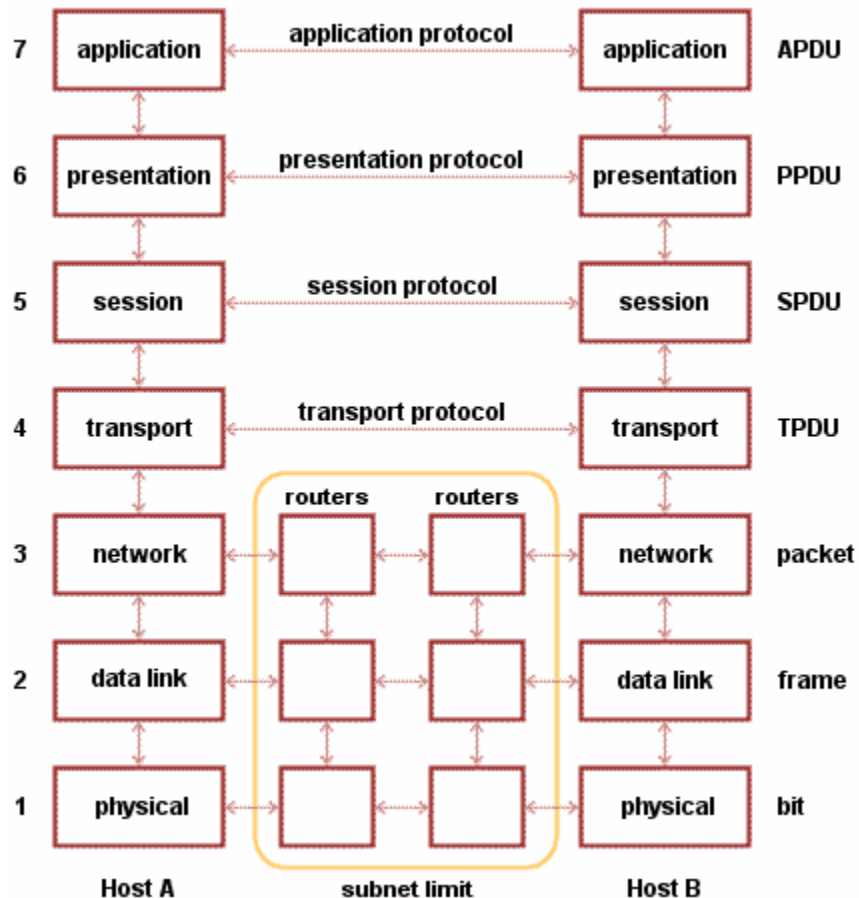 7 application application protocol application APDU
6 presentation presentation protocol presentation PPDU
5 session session protocol session SPDU
4 transport transport protocol transport TPDU
routers routers
3 network network packet
2 data link data link frame
1 physical physical bit
Host A subnet limit Host B